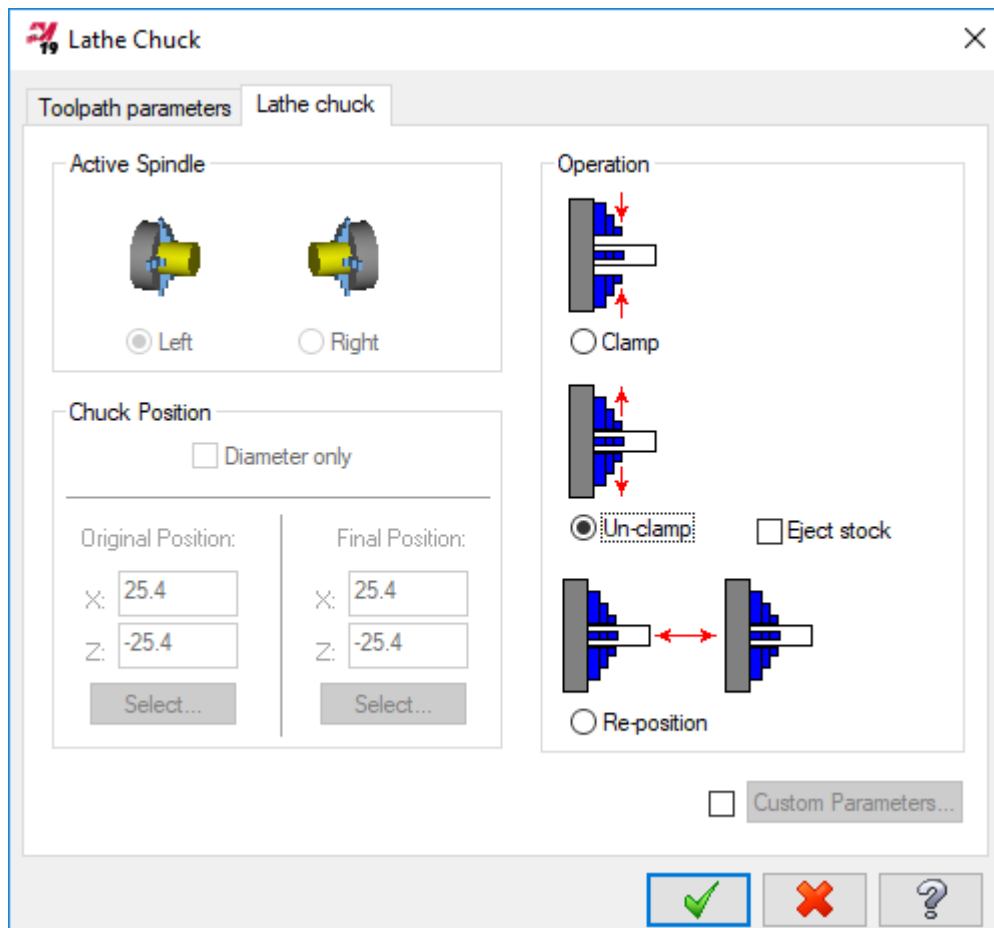 19 Lathe Chuck
Toolpath parameters
Lathe chuck
Active Spindle
Left
Right
Chuck Position
Diameter only
Original Position:
X: 25.4
Z: -25.4
Select...
Final Position:
X: 25.4
Z: -25.4
Select...
Operation
Clamp
Un-clamp
Eject stock
Re-position
Custom Parameters...